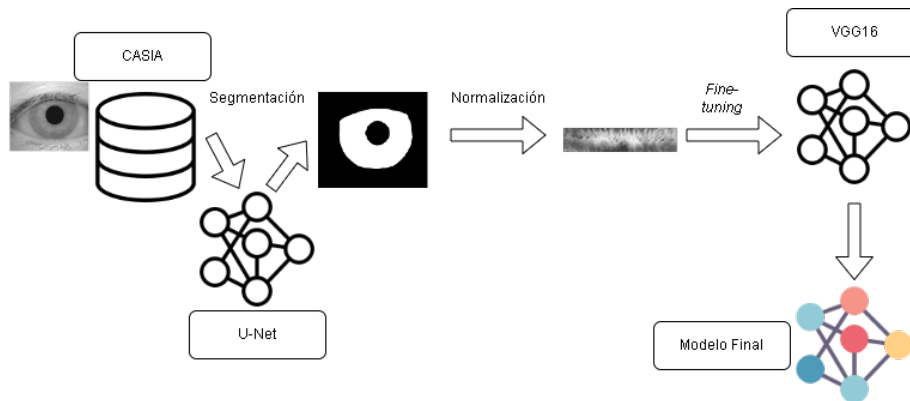 CASIA
VGG16
Segmentación
Normalización
Fine-
tuning
U-Net
Modelo Final